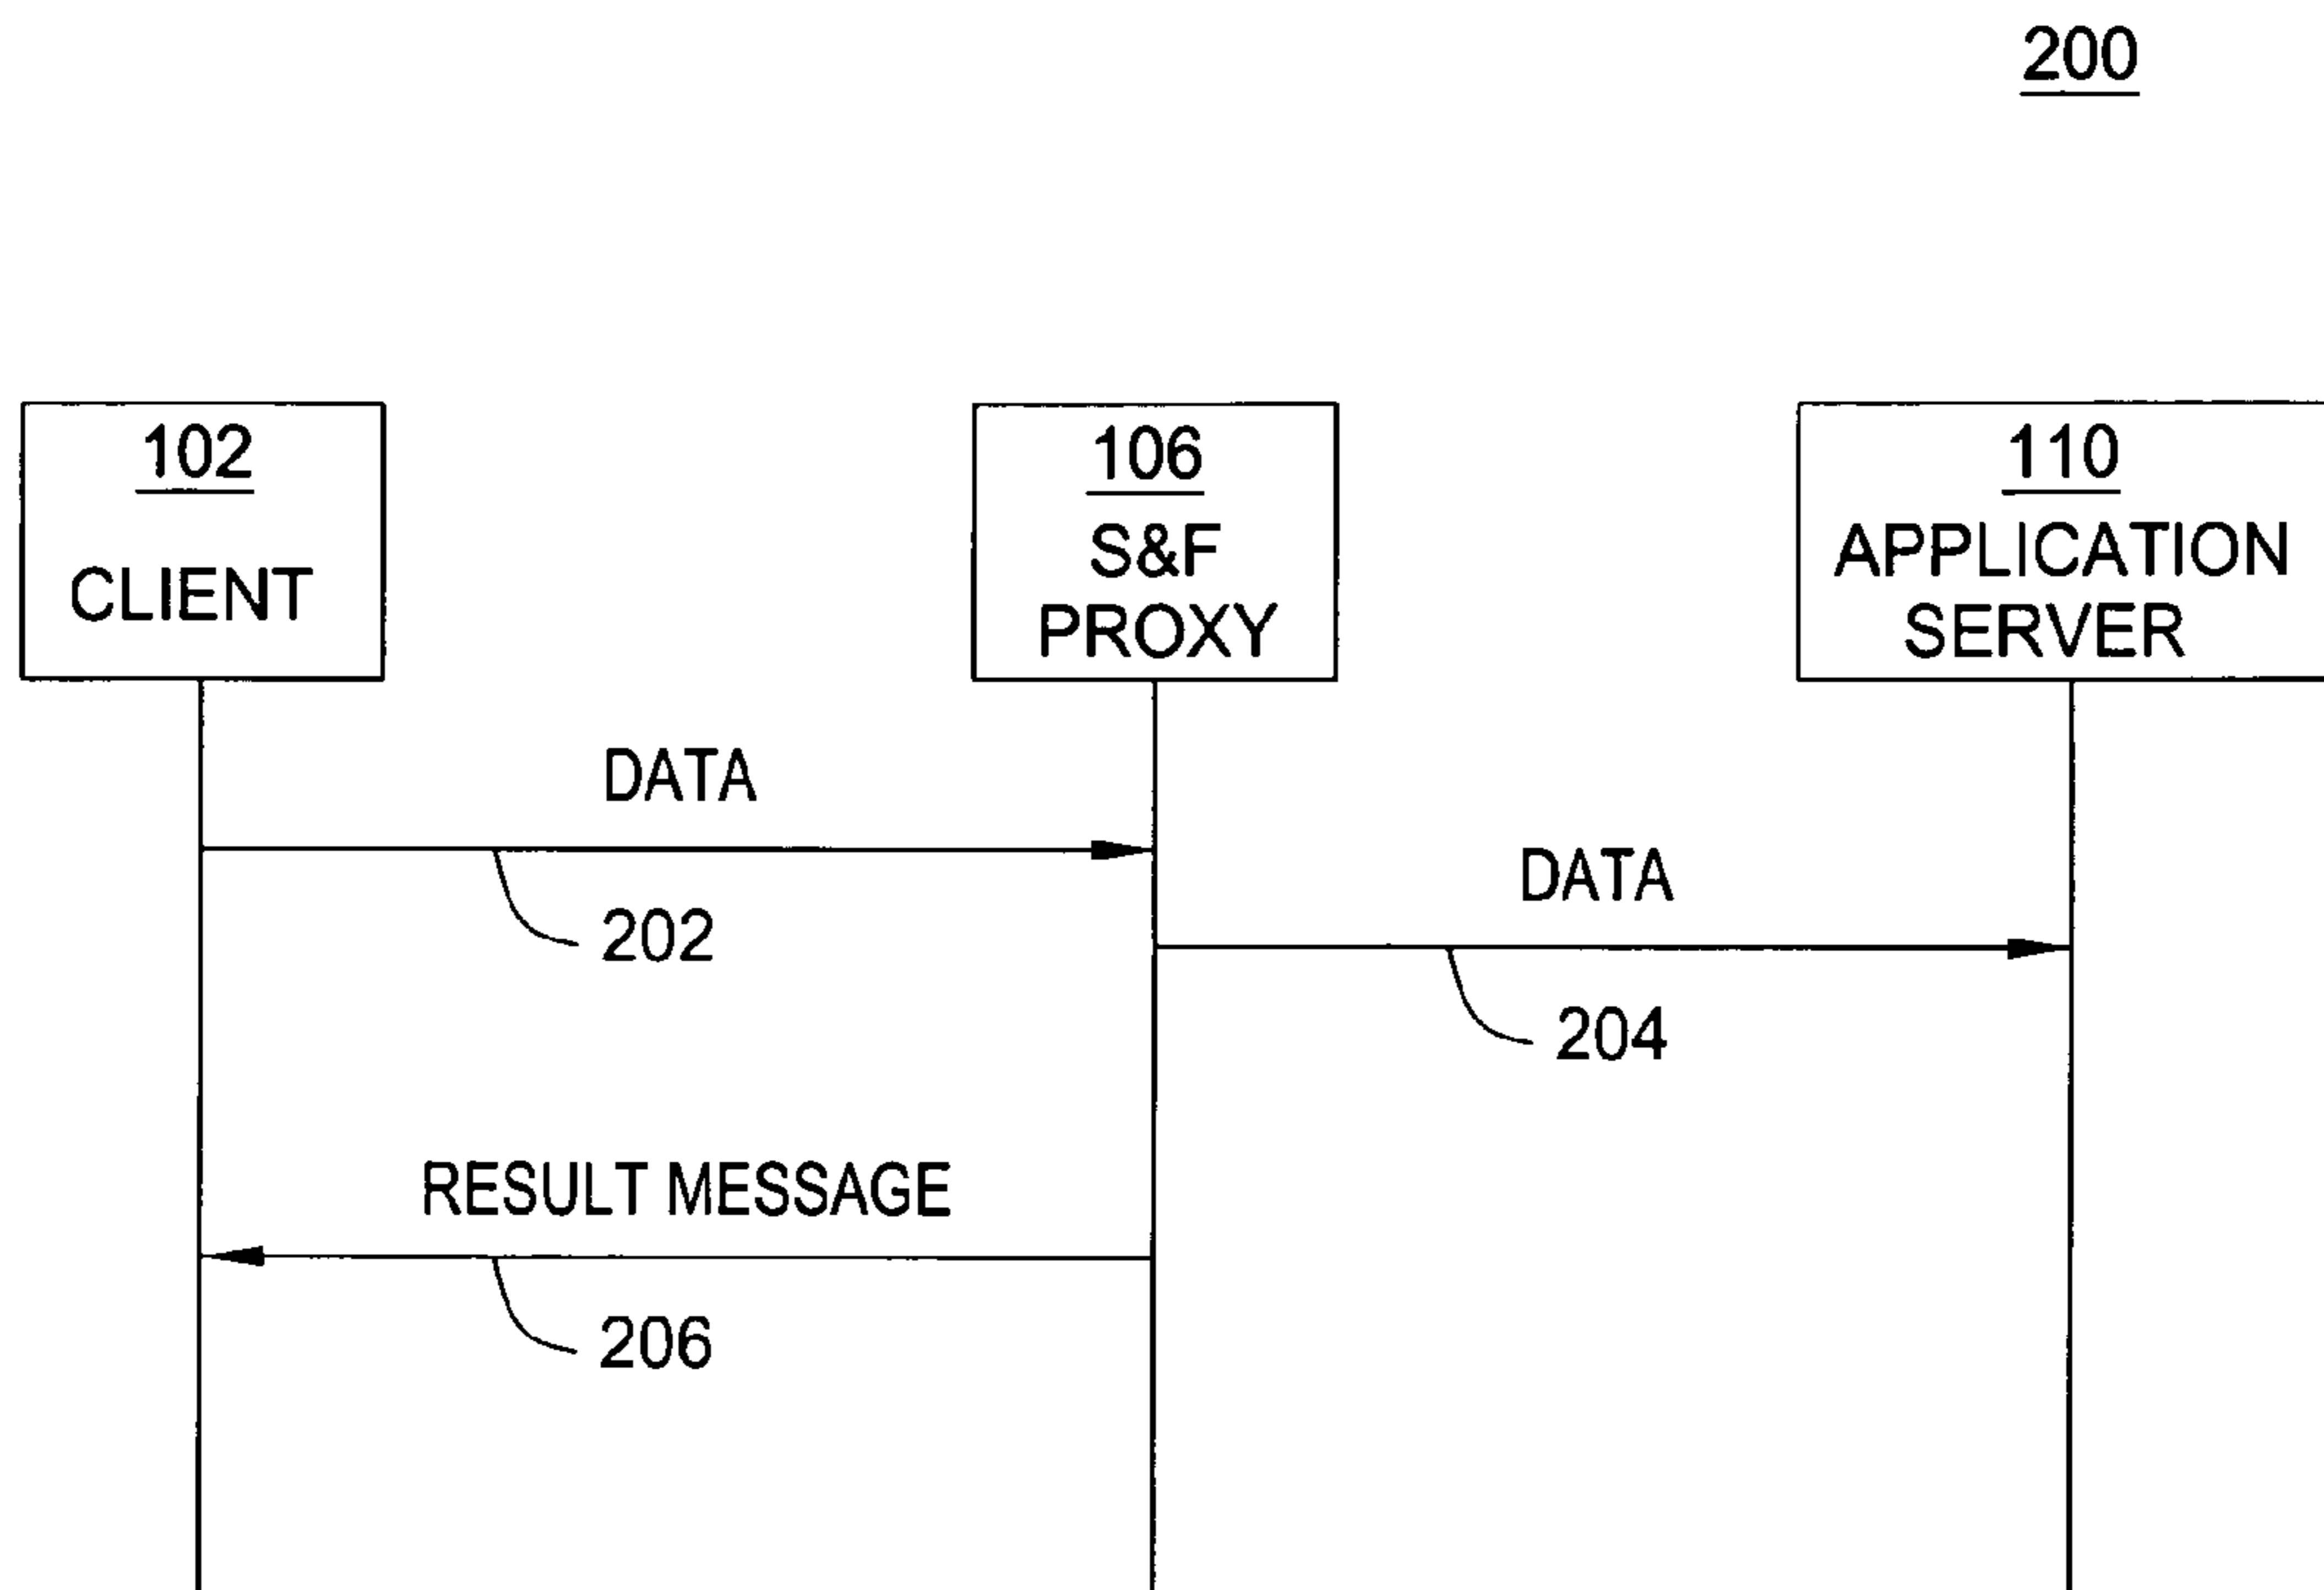 200
102
CLIENT
106
S&F
PROXY
110
APPLICATION
SERVER
DATA
202
DATA
204
RESULT MESSAGE
206